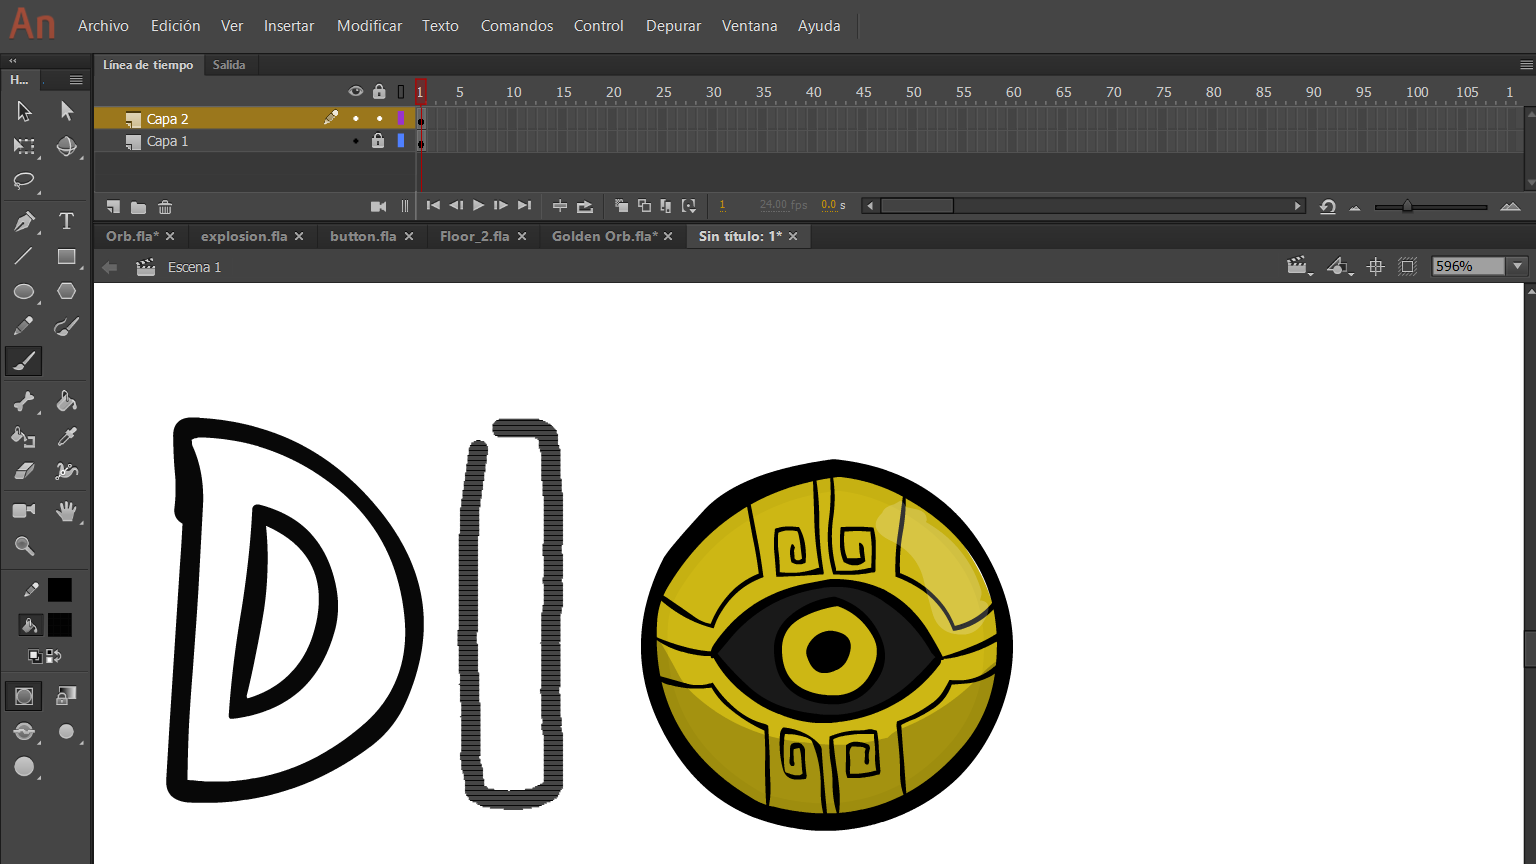 An Archivo Edición Ver Insertar Modificar Texto Comandos Control Depurar Ventana Ayuda
H... Línea de tiempo Salida
1 5 10 15 20 25 30 35 40 45 50 55 60 65 70 75 80 85 90 95 100 105 1
Capa 2
Capa 1
1 24.00 fps 0.0 s
Orb.fla* explosion.fla button.fla Floor_2.fla Golden Orb.fla* Sin título: 1*
Escena 1 596%
DI